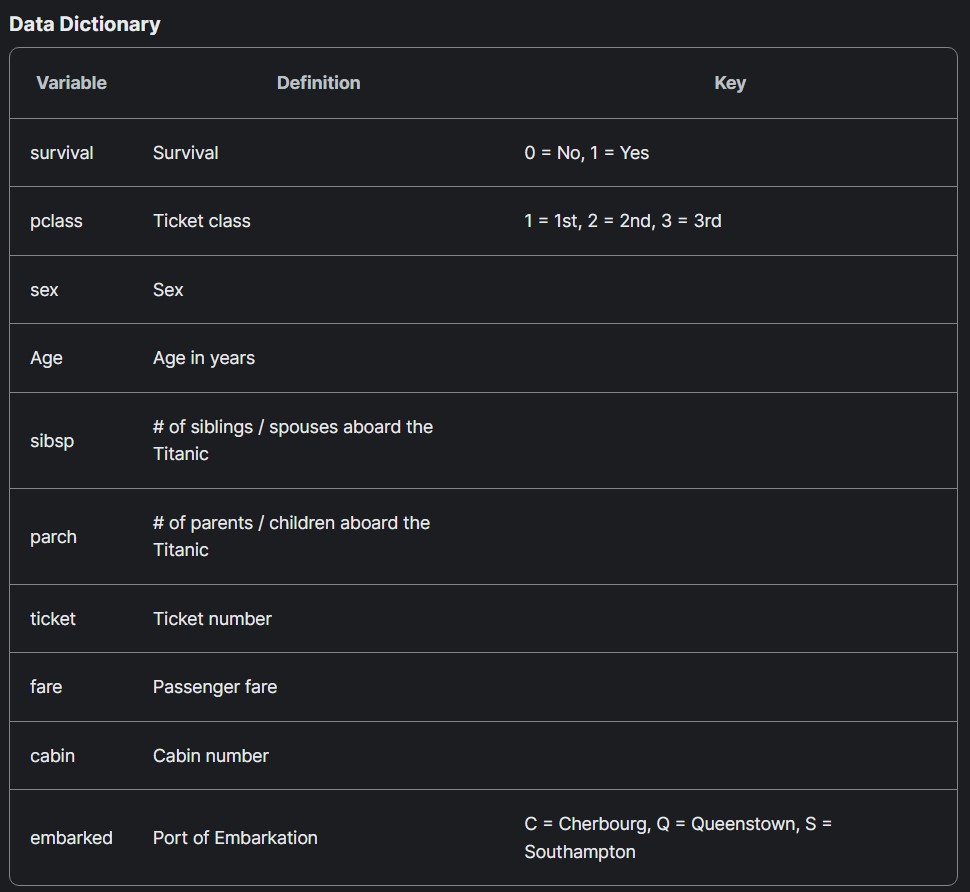 Data Dictionary
Variable Definition Key
survival Survival 0 = No, 1 = Yes
pclass Ticket class 1 = 1st, 2 = 2nd, 3 = 3rd
sex Sex
Age Age in years
sibsp # of siblings / spouses aboard the
Titanic
parch # of parents / children aboard the
Titanic
ticket Ticket number
fare Passenger fare
cabin Cabin number
embarked Port of Embarkation C = Cherbourg, Q = Queenstown, S =
Southampton